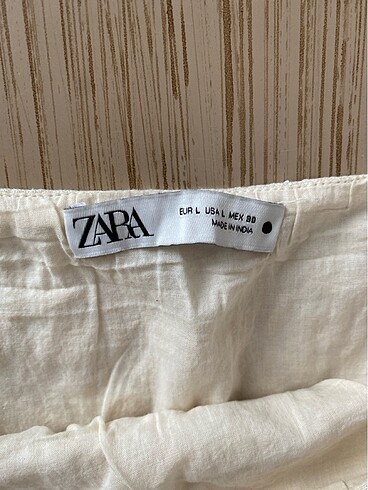 ZARA
EUR L USA L MEX 30
MADE IN INDIA